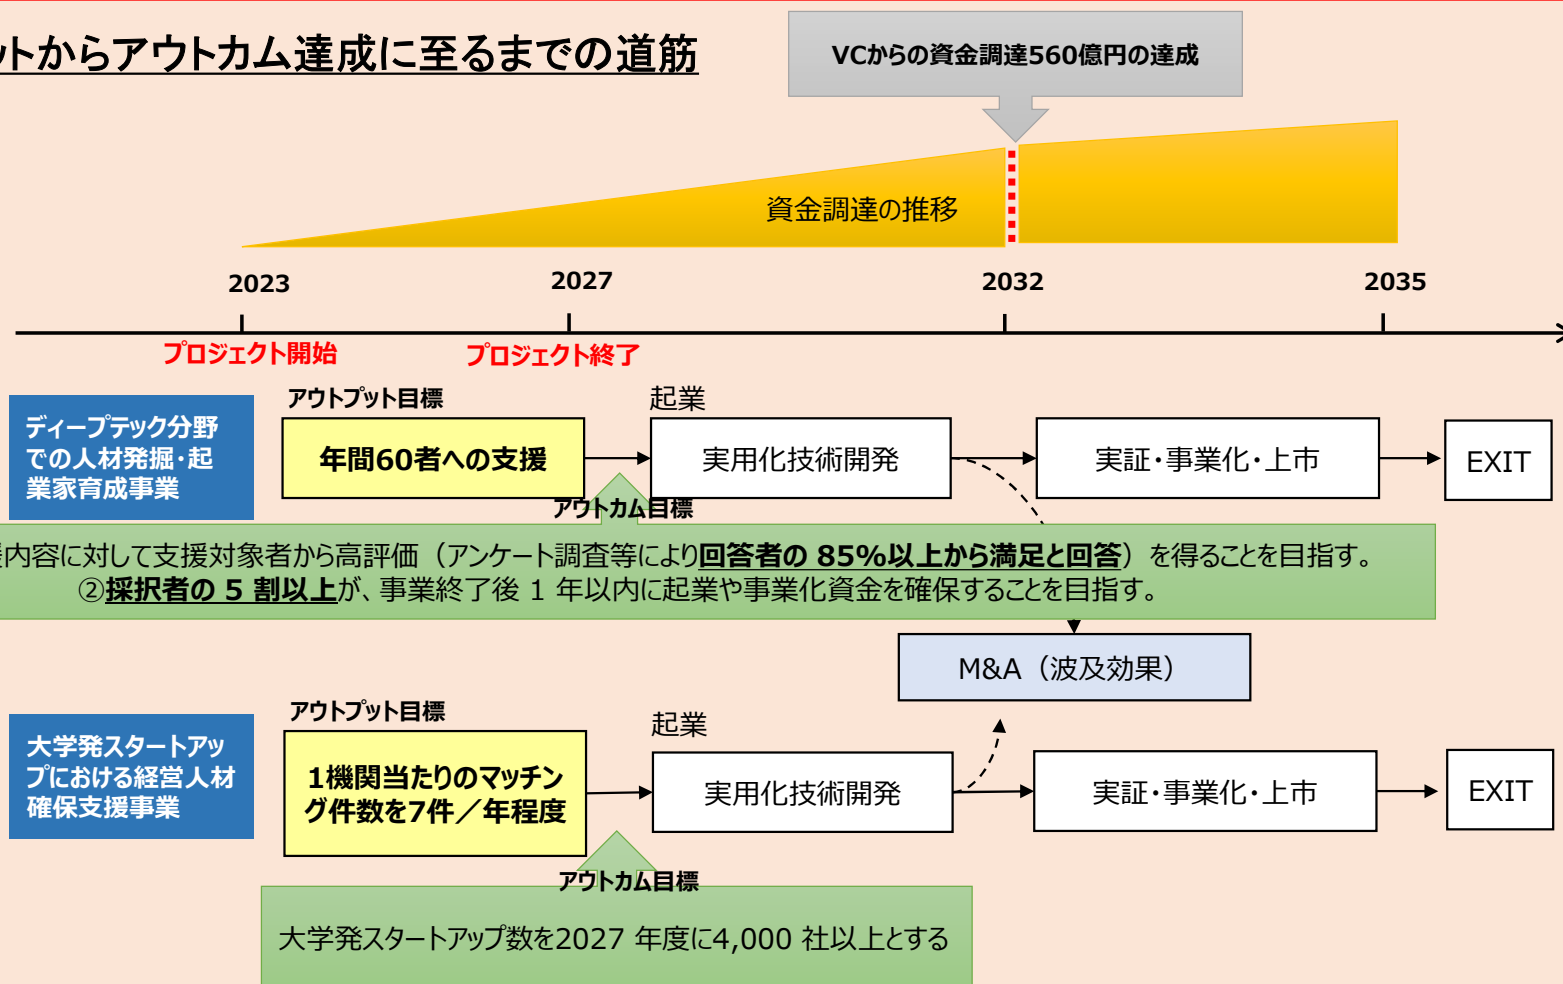 ットからアウトカム達成に至るまでの道筋
VCからの資金調達560億円の達成
資金調達の推移
2023
2027
2032
2035
プロジェクト開始
プロジェクト終了
ディープテック分野
での人材発掘・起
業家育成事業
アウトプット目標
年間60者への支援
起業
実用化技術開発
実証・事業化・上市
EXIT
アウトカム目標
内容に対して支援対象者から高評価（アンケート調査等により回答者の 85%以上から満足と回答）を得ることを目指す。
②採択者の 5 割以上が、事業終了後 1 年以内に起業や事業化資金を確保することを目指す。
M&A（波及効果）
大学発スタートアッ
プにおける経営人材
確保支援事業
アウトプット目標
1機関当たりのマッチン
グ件数を7件／年程度
起業
実用化技術開発
実証・事業化・上市
EXIT
アウトカム目標
大学発スタートアップ数を2027 年度に4,000 社以上とする